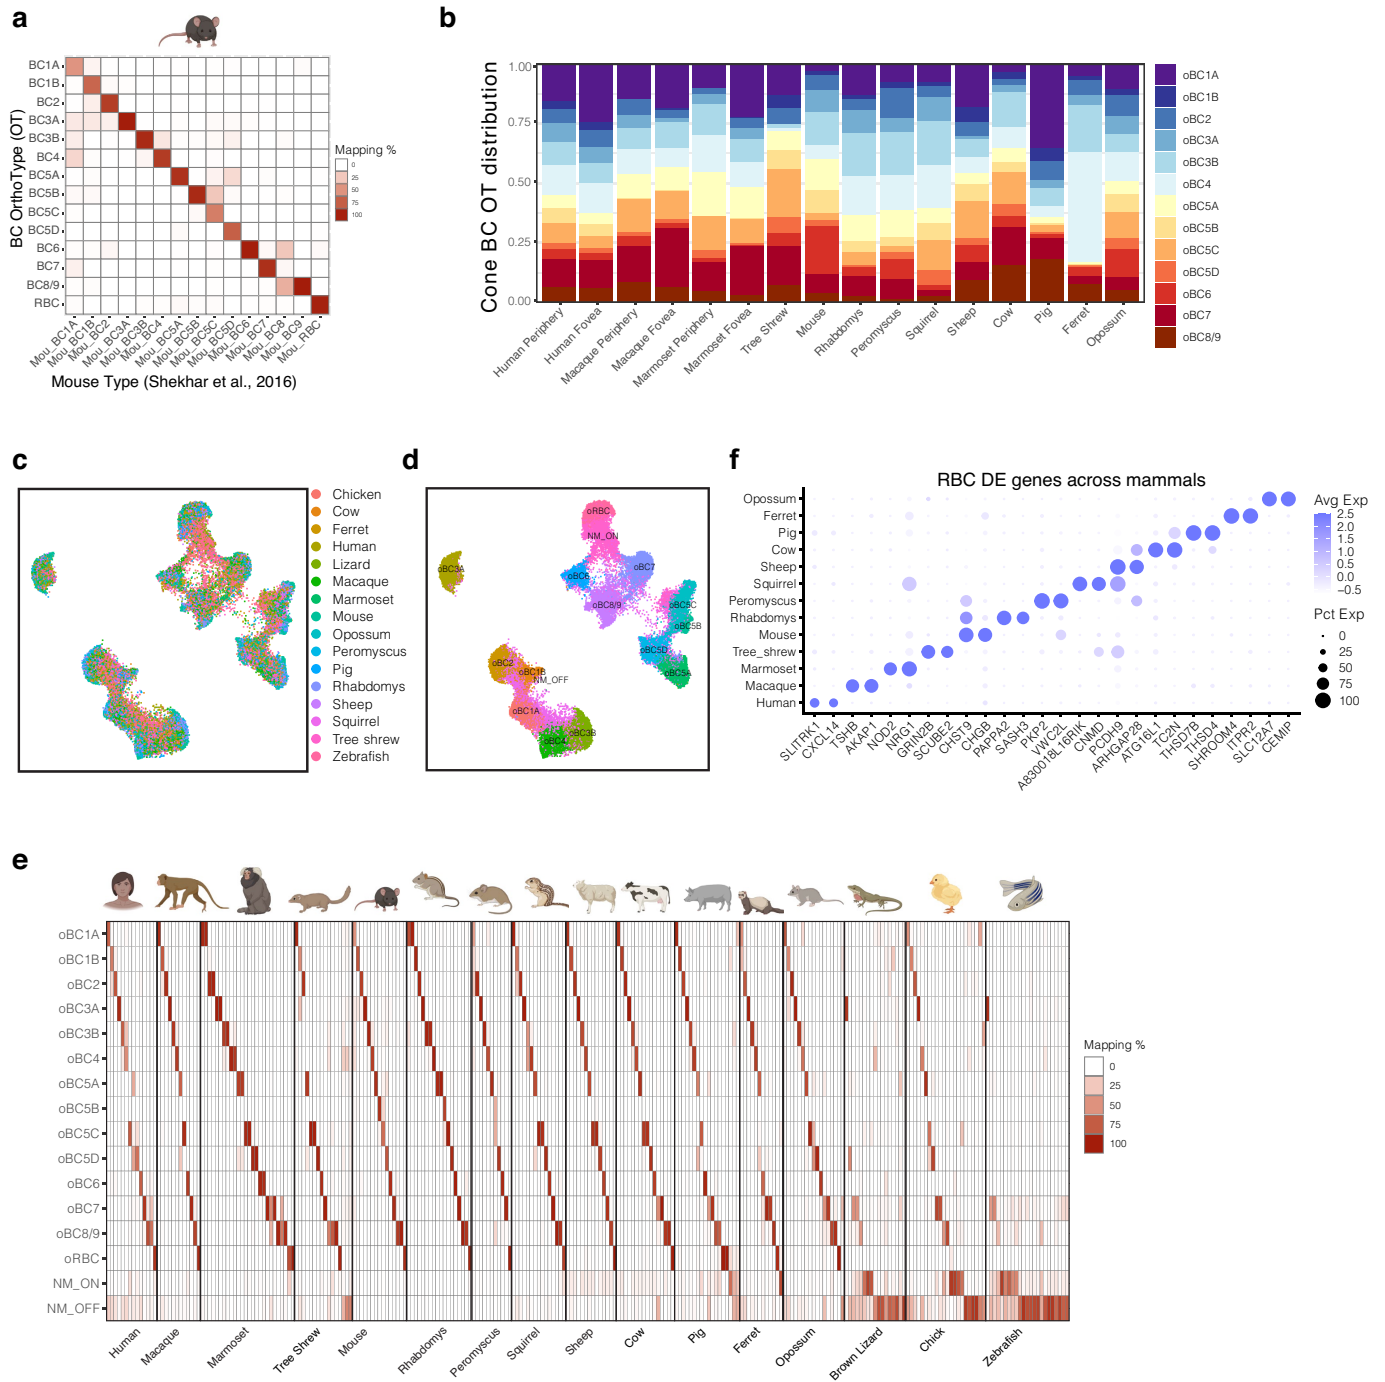 a
BC OrthoType (OT)
BC1A
BC1B
BC2
BC3A
BC3B
BC4
BC5A
BC5B
BC5C
BC5D
BC6
BC7
BC8/9
RBC
Mou_BC1A
Mou_BC1B
Mou_BC2
Mou_BC3A
Mou_BC3B
Mou_BC4
Mou_BC5A
Mou_BC5B
Mou_BC5C
Mou_BC5D
Mou_BC6
Mou_BC7
Mou_BC8
Mou_BC9
Mou_RBC
Mouse Type (Shekhar et al., 2016)
Mapping %
0
25
50
75
100
b
Cone BC OT distribution
1.00
0.75
0.50
0.25
0.00
Human Periphery
Human Fovea
Macaque Periphery
Macaque Fovea
Marmoset Periphery
Marmoset Fovea
Tree Shrew
Mouse
Rhabdomys
Peromyscus
Squirrel
Sheep
Cow
Pig
Ferret
Opossum
oBC1A
oBC1B
oBC2
oBC3A
oBC3B
oBC4
oBC5A
oBC5B
oBC5C
oBC5D
oBC6
oBC7
oBC8/9
c
Chicken
Cow
Ferret
Human
Lizard
Macaque
Marmoset
Mouse
Opossum
Peromyscus
Pig
Rhabdomys
Sheep
Squirrel
Tree shrew
Zebrafish
d
oRBC
NM_ON
oBC3A
oBC6
oBC7
oBC8/9
oBC5C
oBC5B
oBC5D
oBC5A
oBC2
oBC1B
NM_OFF
oBC1A
oBC3B
oBC4
f
RBC DE genes across mammals
Opossum
Ferret
Pig
Cow
Sheep
Squirrel
Peromyscus
Rhabdomys
Mouse
Tree_shrew
Marmoset
Macaque
Human
SLITRK1
CXCL14
TSHB
AKAP1
NOD2
NRG1
GRIN2B
SCUBE2
CHST9
CHGB
PAPPA2
SASH3
PKP2
VWC2L
A830018L16RIK
CNMD
PCDH9
ARHGAP28
ATG16L1
TC2N
THSD7B
THSD4
SHROOM4
ITPR2
SLC12A7
CEMIP
Avg Exp
2.5
2.0
1.5
1.0
0.5
0.0
−0.5
Pct Exp
0
25
50
75
100
e
oBC1A
oBC1B
oBC2
oBC3A
oBC3B
oBC4
oBC5A
oBC5B
oBC5C
oBC5D
oBC6
oBC7
oBC8/9
oRBC
NM_ON
NM_OFF
Human
Macaque
Marmoset
Tree Shrew
Mouse
Rhabdomys
Peromyscus
Squirrel
Sheep
Cow
Pig
Ferret
Opossum
Brown Lizard
Chick
Zebrafish
Mapping %
0
25
50
75
100